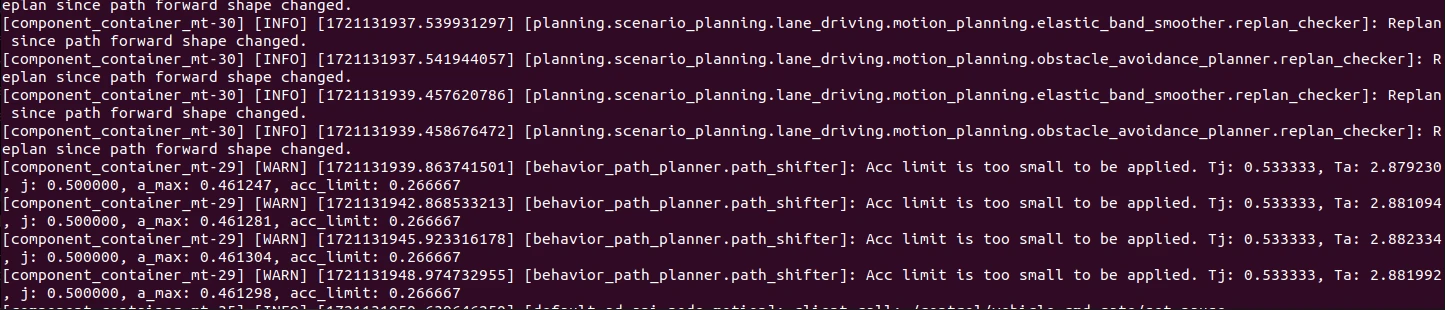 eplan since path forward shape changed.
[component_container_mt-30] [INFO] [1721131937.539931297] [planning.scenario_planning.lane_driving.motion_planning.elastic_band_smoother.replan_checker]: Replan
 since path forward shape changed.
[component_container_mt-30] [INFO] [1721131937.541944057] [planning.scenario_planning.lane_driving.motion_planning.obstacle_avoidance_planner.replan_checker]: R
eplan since path forward shape changed.
[component_container_mt-30] [INFO] [1721131939.457620786] [planning.scenario_planning.lane_driving.motion_planning.elastic_band_smoother.replan_checker]: Replan
 since path forward shape changed.
[component_container_mt-30] [INFO] [1721131939.458676472] [planning.scenario_planning.lane_driving.motion_planning.obstacle_avoidance_planner.replan_checker]: R
eplan since path forward shape changed.
[component_container_mt-29] [WARN] [1721131939.863741501] [behavior_path_planner.path_shifter]: Acc limit is too small to be applied. Tj: 0.533333, Ta: 2.879230
, j: 0.500000, a_max: 0.461247, acc_limit: 0.266667
[component_container_mt-29] [WARN] [1721131942.868533213] [behavior_path_planner.path_shifter]: Acc limit is too small to be applied. Tj: 0.533333, Ta: 2.881094
, j: 0.500000, a_max: 0.461281, acc_limit: 0.266667
[component_container_mt-29] [WARN] [1721131945.923316178] [behavior_path_planner.path_shifter]: Acc limit is too small to be applied. Tj: 0.533333, Ta: 2.882334
, j: 0.500000, a_max: 0.461304, acc_limit: 0.266667
[component_container_mt-29] [WARN] [1721131948.974732955] [behavior_path_planner.path_shifter]: Acc limit is too small to be applied. Tj: 0.533333, Ta: 2.881992
, j: 0.500000, a_max: 0.461298, acc_limit: 0.266667